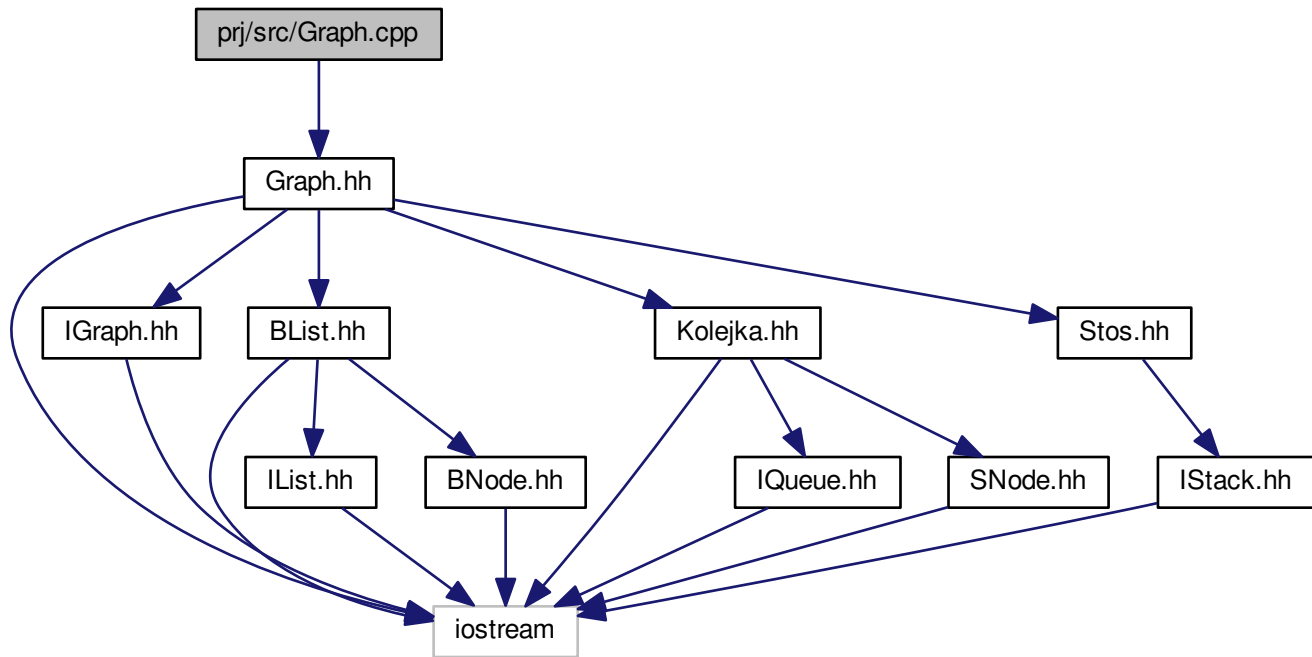 prj/src/Graph.cpp
Graph.hh
IGraph.hh
BList.hh
Kolejka.hh
Stos.hh
IList.hh
BNode.hh
IQueue.hh
SNode.hh
IStack.hh
iostream